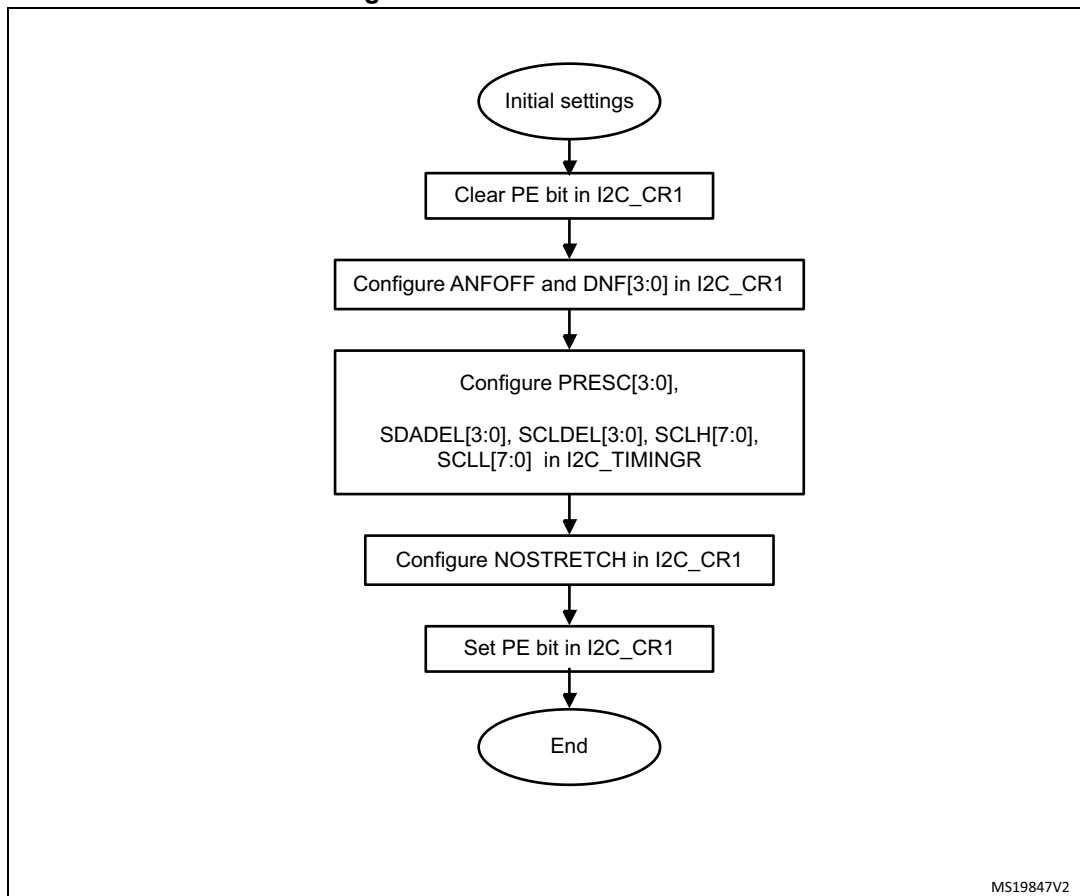 Initial settings
Clear PE bit in I2C_CR1
Configure ANFOFF and DNF[3:0] in I2C_CR1
Configure PRESC[3:0],
SDADEL[3:0], SCLDEL[3:0], SCLH[7:0],
SCLL[7:0] in I2C_TIMINGR
Configure NOSTRETCH in I2C_CR1
Set PE bit in I2C_CR1
End
MS19847V2